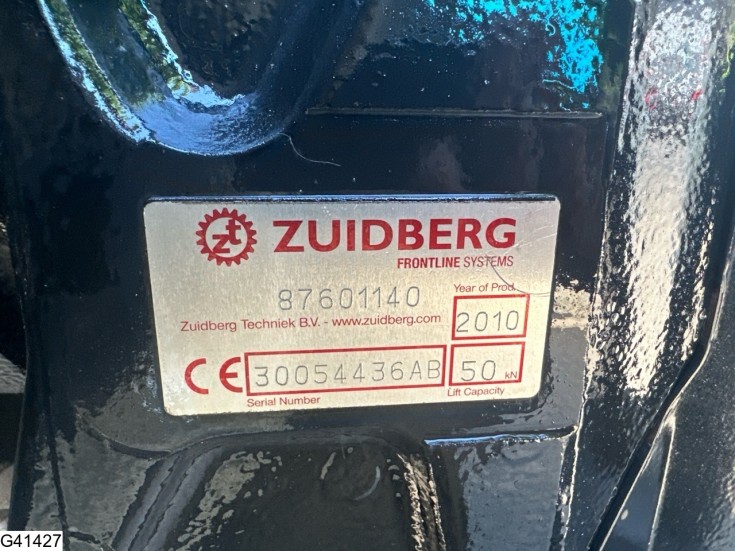 zt ZUIDBERG
FRONTLINE SYSTEMS
87601140
Year of Prod.
Zuidberg Techniek B.V. - www.zuidberg.com
2010
CE 30054436AB 50 kN
Serial Number Lift Capacity
G41427